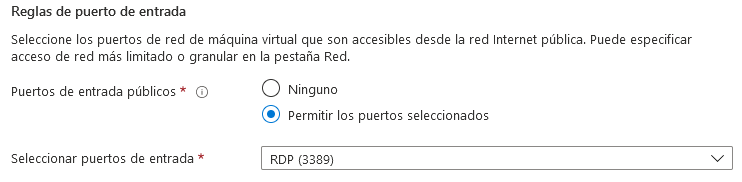 Reglas de puerto de entrada
Seleccione los puertos de red de máquina virtual que son accesibles desde la red Internet pública. Puede especificar
acceso de red más limitado o granular en la pestaña Red.
Puertos de entrada públicos *
Ninguno
Permitir los puertos seleccionados
Seleccionar puertos de entrada *
RDP (3389)